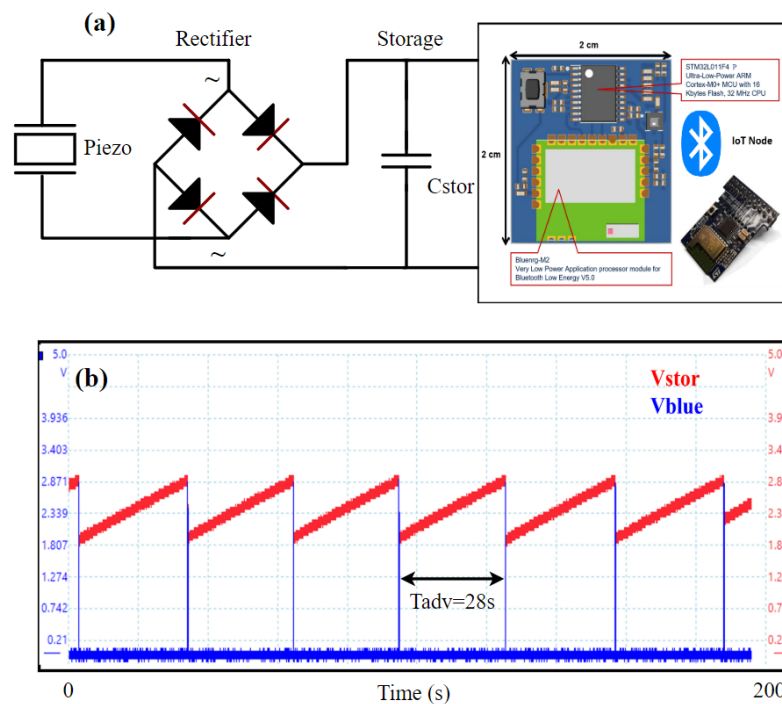 (a)
Rectifier
Storage
~
Piezo
Cstor
~
2 cm
2 cm
STM32L011F4 ?
Ultra-Low-Power ARM
Cortex-M0+ MCU with 16
Kbytes Flash, 32 MHz CPU
IoT Node
Bluenrg-M2
Very Low Power Application processor module for
Bluetooth Low Energy V5.0
(b)
5.0
V
3.936
3.403
2.871
2.339
1.807
1.274
0.742
0.21
Vstor
Vblue
5.0
V
3.9
3.4
2.8
2.3
1.8
1.2
0.7
0.2
Tadv=28s
0
Time (s)
200